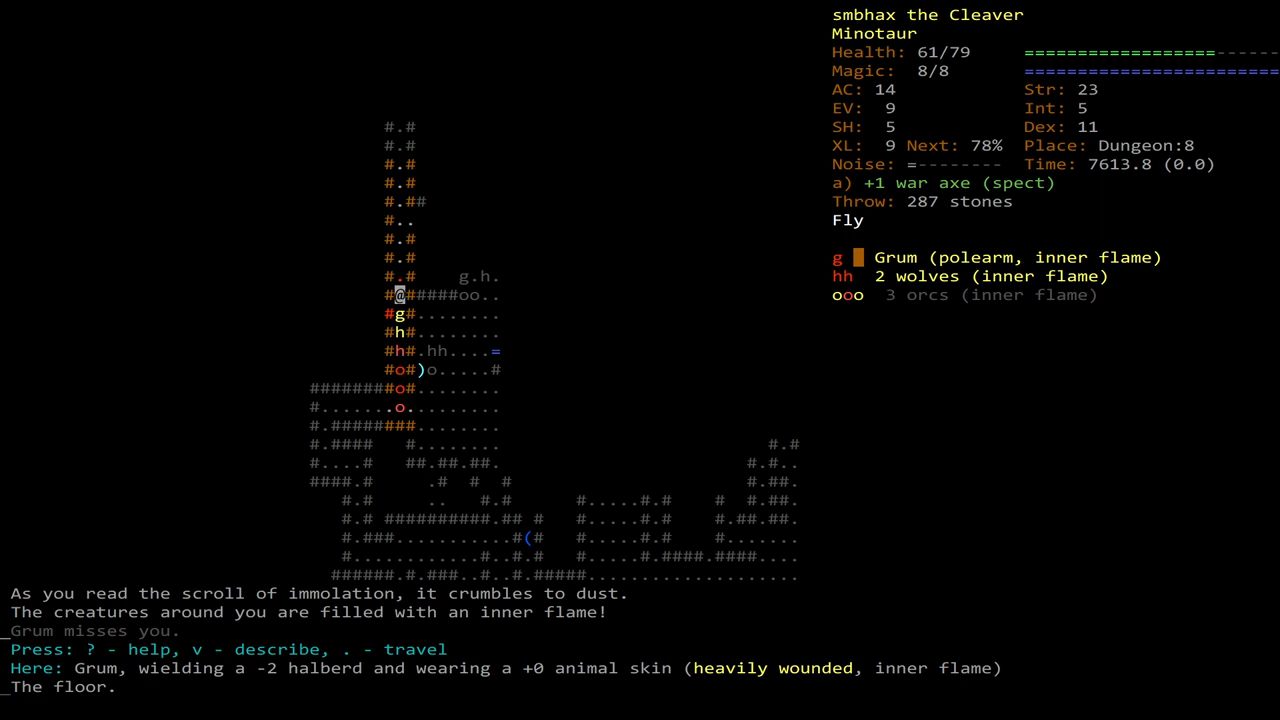 smbhax the Cleaver
Minotaur
Health: 61/79 ==================------
Magic: 8/8 ========================
AC: 14 Str: 23
EV: 9 Int: 5
SH: 5 Dex: 11
XL: 9 Next: 78% Place: Dungeon:8
Noise: =-------- Time: 7613.8 (0.0)
a) +1 war axe (spect)
Throw: 287 stones
Fly
g Grum (polearm, inner flame)
hh 2 wolves (inner flame)
ooo 3 orcs (inner flame)
#.#
#.#
#.#
#.#
#.##
#..
#.#
#.#
#.# g.h.
#@#####oo..
#g#........
#h#........
#h#.hh....=
#o#)o.....#
########o#........
#.......o.........
#.########........
#.#### #........
#....# ##.##.##. 
####.# .# # #
#.# .. #.# #.....#.# # #.##.
#.# ##########.## # #.....#.# #.##.##.
#.###...........#(# #.....#.# #.......
#............#..#.# #.....#.####.####....
######.#.###..#..#.#####...................
#.#
#.#..
#.##.
As you read the scroll of immolation, it crumbles to dust.
The creatures around you are filled with an inner flame!
_Grum misses you.
Press: ? - help, v - describe, . - travel
Here: Grum, wielding a -2 halberd and wearing a +0 animal skin (heavily wounded, inner flame)
_The floor.